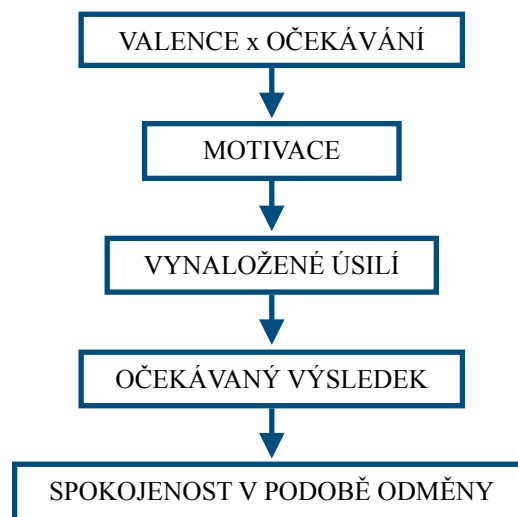 VALENCE x OČEKÁVÁNÍ
MOTIVACE
VYNALOŽENÉ ÚSILÍ
OČEKÁVANÝ VÝSLEDEK
SPOKOJENOST V PODOBĚ ODMĚNY